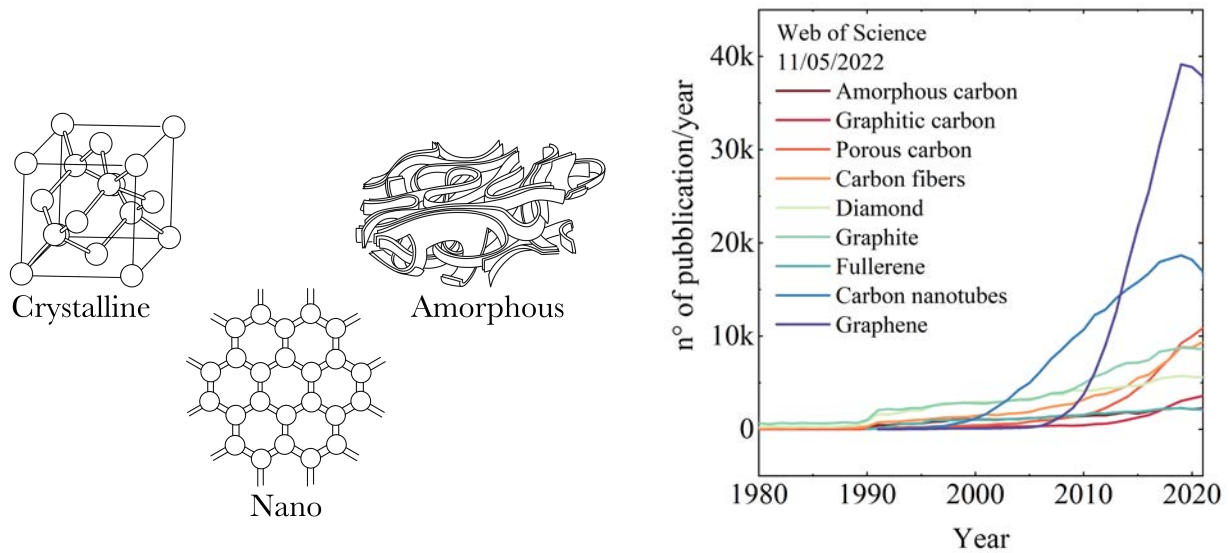 Crystalline
Amorphous
Nano
n° of pubblication/year
40k
30k
20k
10k
0
Web of Science
11/05/2022
Amorphous carbon
Graphitic carbon
Porous carbon
Carbon fibers
Diamond
Graphite
Fullerene
Carbon nanotubes
Graphene
1980 1990 2000 2010 2020
Year